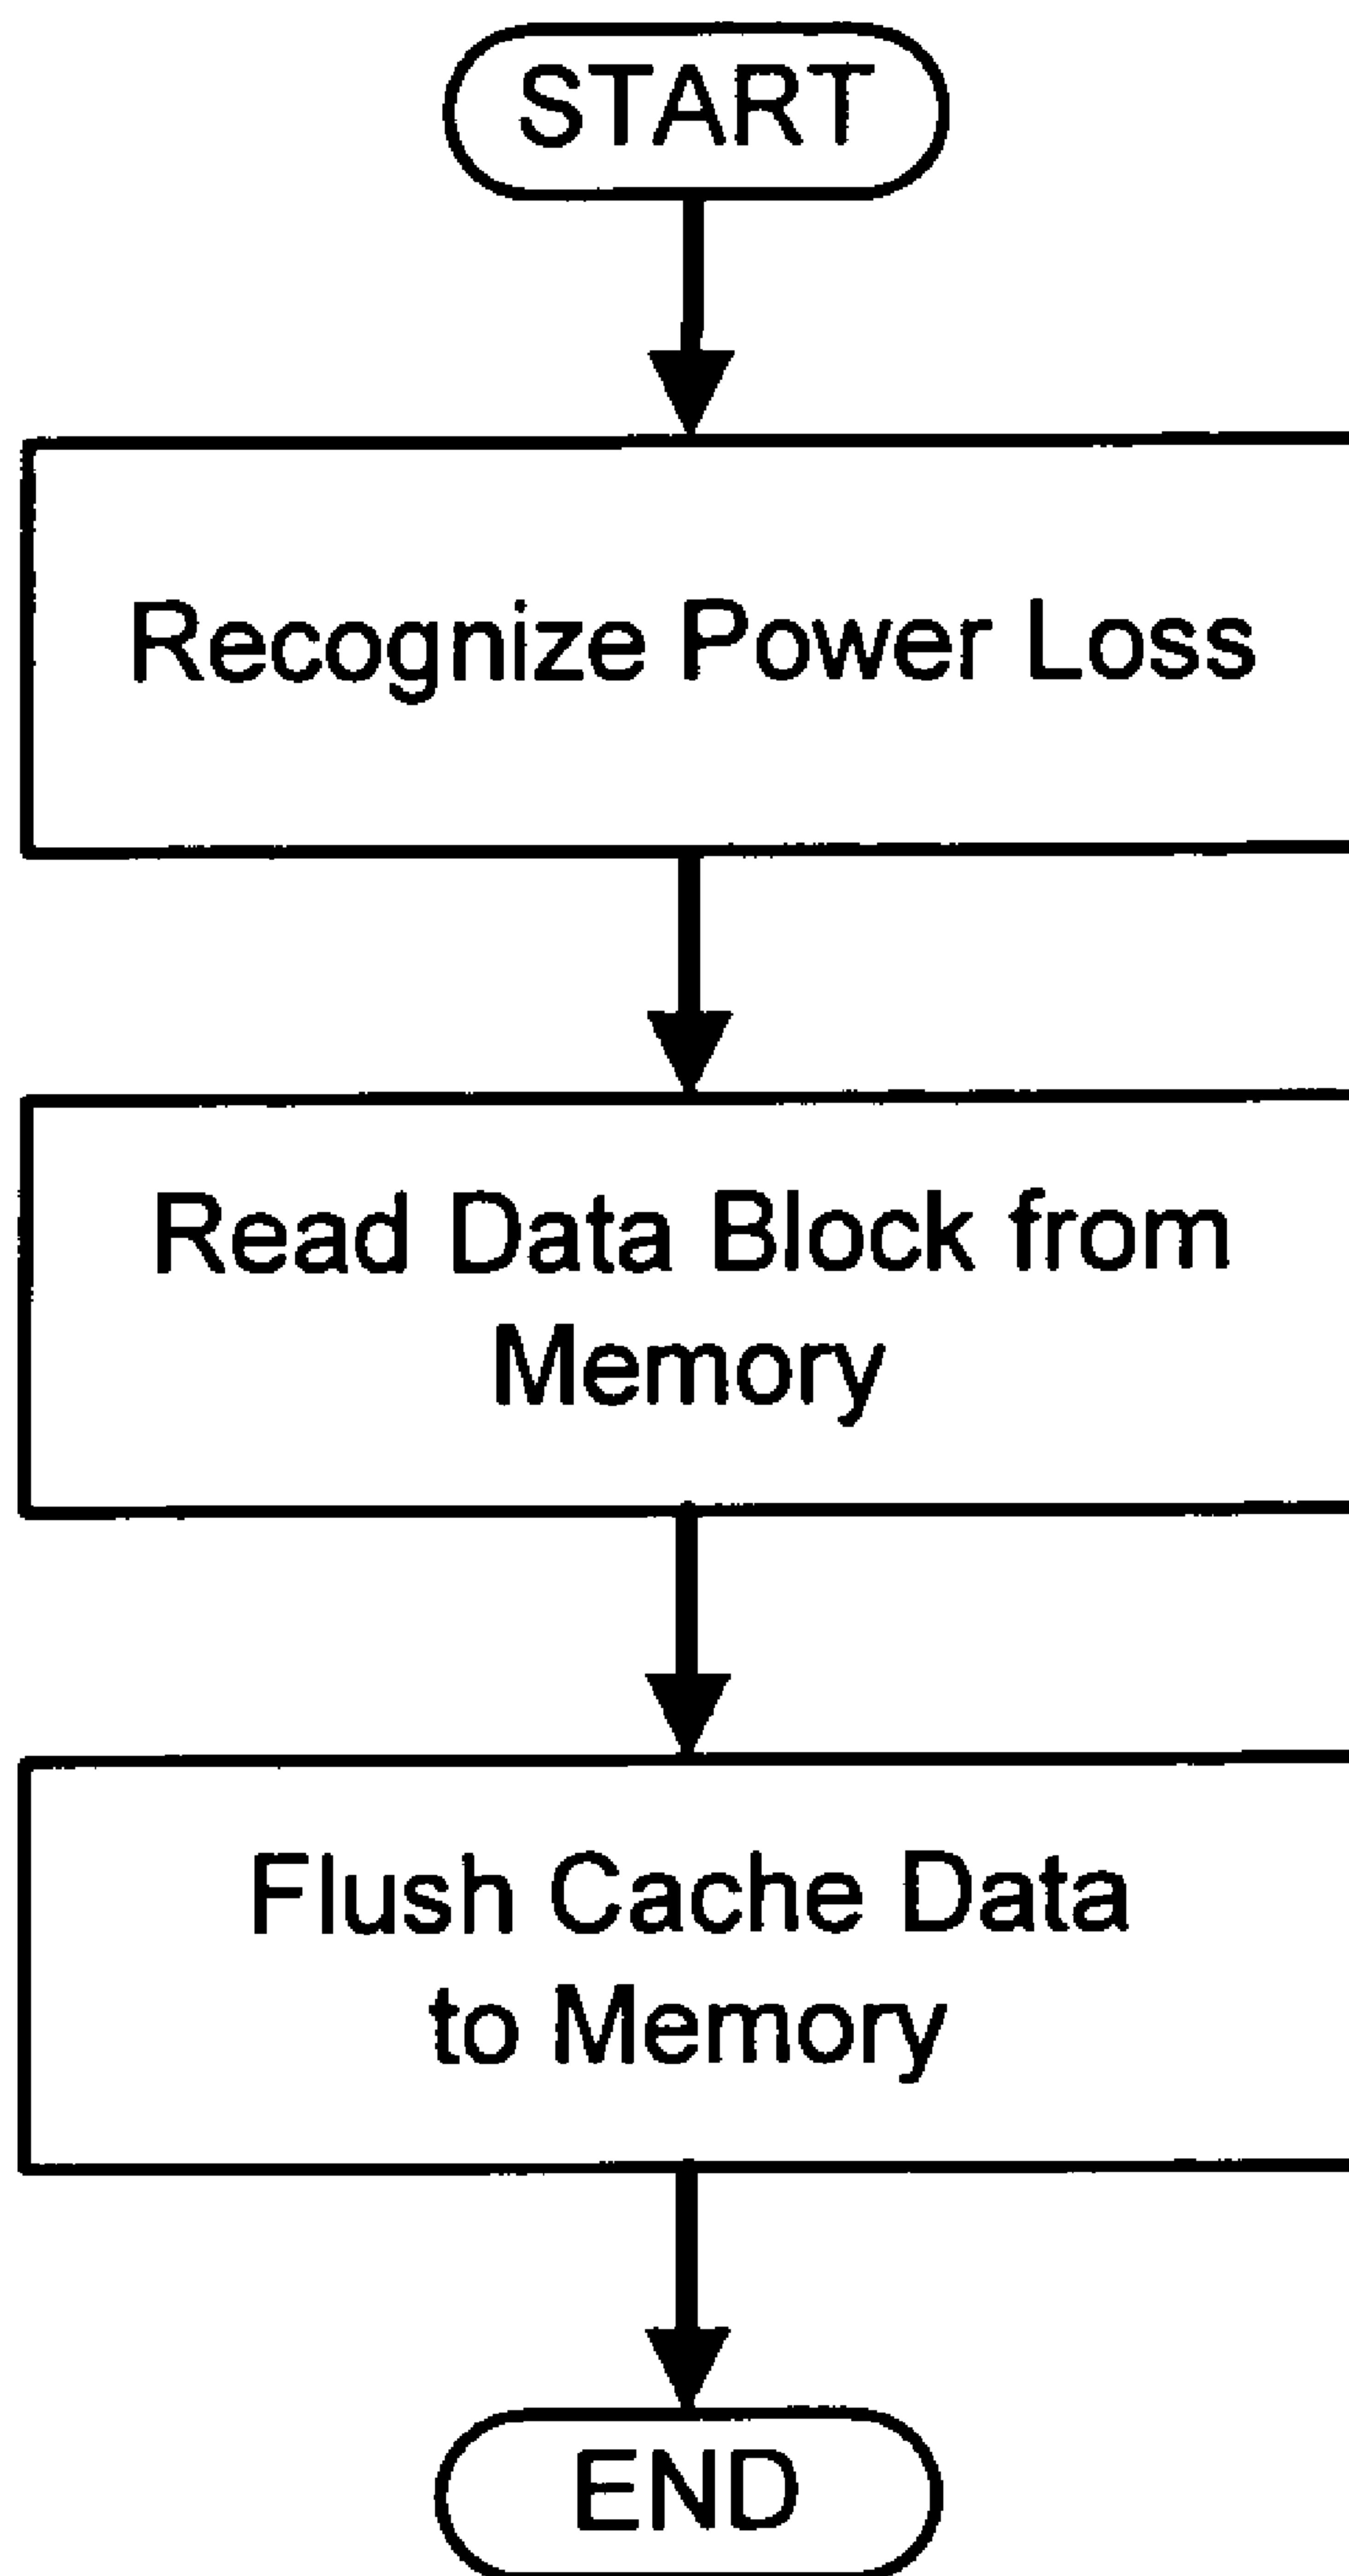 START
Recognize Power Loss
Read Data Block from
Memory
Flush Cache Data
to Memory
END